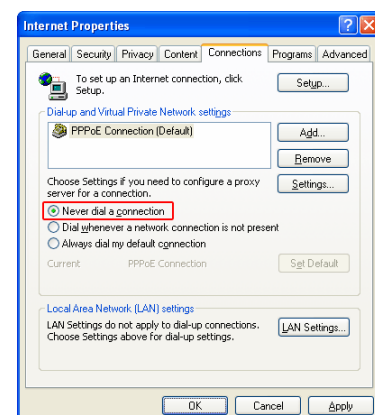 Internet Properties
General Security Privacy Content Connections Programs Advanced
To set up an Internet connection, click
Setup.
Setup...
Dial-up and Virtual Private Network settings
PPPoE Connection (Default)
Add...
Remove
Choose Settings if you need to configure a proxy
server for a connection.
Settings...
Never dial a connection
Dial whenever a network connection is not present
Always dial my default connection
Current PPPoE Connection Set Default
Local Area Network (LAN) settings
LAN Settings do not apply to dial-up connections.
Choose Settings above for dial-up settings.
LAN Settings...
OK Cancel Apply